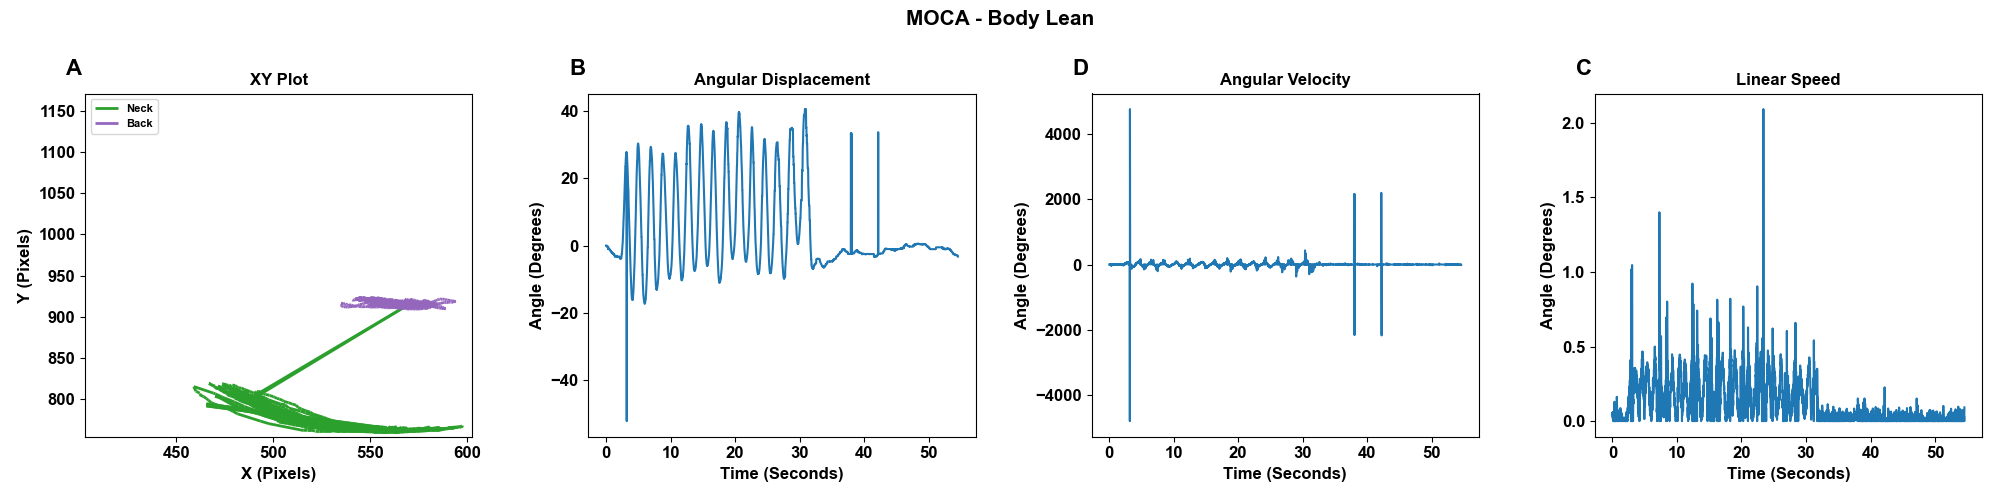 MOCA - Body Lean
A
XY Plot
Neck
Back
1150
1100
1050
1000
950
900
850
800
450
500
550
600
Y (Pixels)
X (Pixels)
B
Angular Displacement
40
20
0
−20
−40
0
10
20
30
40
50
Angle (Degrees)
Time (Seconds)
D
Angular Velocity
4000
2000
0
−2000
−4000
0
10
20
30
40
50
Angle (Degrees)
Time (Seconds)
C
Linear Speed
2.0
1.5
1.0
0.5
0.0
0
10
20
30
40
50
Angle (Degrees)
Time (Seconds)